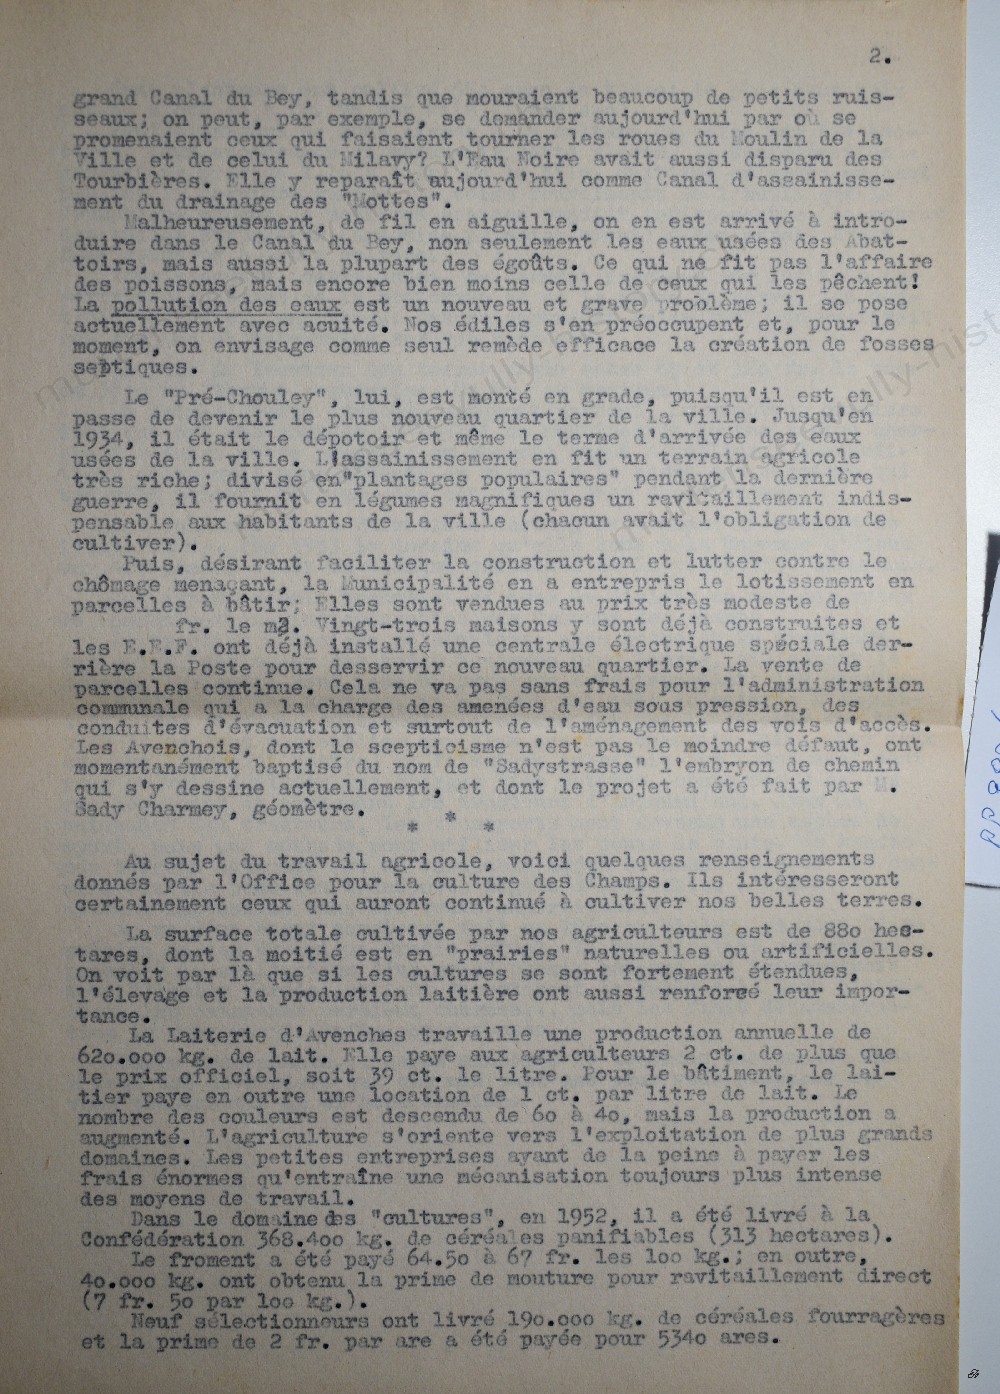 2.
grand Canal du Bey, tandis que mouraient beaucoup de petits ruis-
seaux; on peut, par exemple, se demander aujourd'hui par où se
promenaient ceux qui faisaient tourner les roues du Moulin de la
Ville et de celui du Milavy? L'Eau Noire avait aussi disparu des
Tourbières. Elle y reparaît aujourd'hui comme Canal d'assainisse-
ment du drainage des "Mottes".
Malheureusement, de fil en aiguille, on en est arrivé à intro-
duire dans le Canal du Bey, non seulement les eaux usées des Abat-
toirs, mais aussi la plupart des égoûts. Ce qui ne fit pas l'affaire
des poissons, mais encore bien moins celle de ceux qui les pêchent!
La pollution des eaux est un nouveau et grave problème; il se pose
actuellement avec acuité. Nos édiles s'en préoccupent et, pour le
moment, on envisage comme seul remède efficace la création de fosses
septiques.
Le "Pré-Chouley", lui, est monté en grade, puisqu'il est en
passe de devenir le plus nouveau quartier de la ville. Jusqu'en
1934, il était le dépotoir et même le terme d'arrivée des eaux
usées de la ville. L'assainissement en fit un terrain agricole
très riche; divisé en"plantages populaires" pendant la dernière
guerre, il fournit en légumes magnifiques un ravitaillement indis-
pensable aux habitants de la ville (chacun avait l'obligation de
cultiver).
Puis, désirant faciliter la construction et lutter contre le
chômage menaçant, la Municipalité en a entrepris le lotissement en
parcelles à bâtir; Elles sont vendues au prix très modeste de
fr. le m2. Vingt-trois maisons y sont déjà construites et
les E.E.F. ont déjà installé une centrale électrique spéciale der-
rière la Poste pour desservir ce nouveau quartier. La vente de
parcelles continue. Cela ne va pas sans frais pour l'administration
communale qui a la charge des amenées d'eau sous pression, des
conduites d'évacuation et surtout de l'aménagement des vois d'accès.
Les Avenchois, dont le scepticisme n'est pas le moindre défaut, ont
momentanément baptisé du nom de "Sadystrasse" l'embryon de chemin
qui s'y dessine actuellement, et dont le projet a été fait par M.
Sady Charmey, géomètre.
* * *
Au sujet du travail agricole, voici quelques renseignements
donnés par l'Office pour la culture des Champs. Ils intéresseront
certainement ceux qui auront continué à cultiver nos belles terres.
La surface totale cultivée par nos agriculteurs est de 880 hec-
tares, dont la moitié est en "prairies" naturelles ou artificielles.
On voit par là que si les cultures se sont fortement étendues,
l'élevage et la production laitière ont aussi renforcé leur impor-
tance.
La Laiterie d'Avenches travaille une production annuelle de
620.000 kg. de lait. Elle paye aux agriculteurs 2 ct. de plus que
le prix officiel, soit 39 ct. le litre. Pour le bâtiment, le lai-
tier paye en outre une location de 1 ct. par litre de lait. Le
nombre des couleurs est descendu de 60 à 40, mais la production a
augmenté. L'agriculture s'oriente vers l'exploitation de plus grands
domaines. Les petites entreprises ayant de la peine à payer les
frais énormes qu'entraîne une mécanisation toujours plus intense
des moyens de travail.
Dans le domaine des "cultures", en 1952, il a été livré à la
Confédération 368.400 kg. de céréales panifiables (313 hectares).
Le froment a été payé 64.50 à 67 fr. les 100 kg.; en outre,
40.000 kg. ont obtenu la prime de mouture pour ravitaillement direct
(7 fr. 50 par 100 kg.).
Neuf sélectionneurs ont livré 190.000 kg. de céréales fourragères
et la prime de 2 fr. par are a été payée pour 5340 ares.